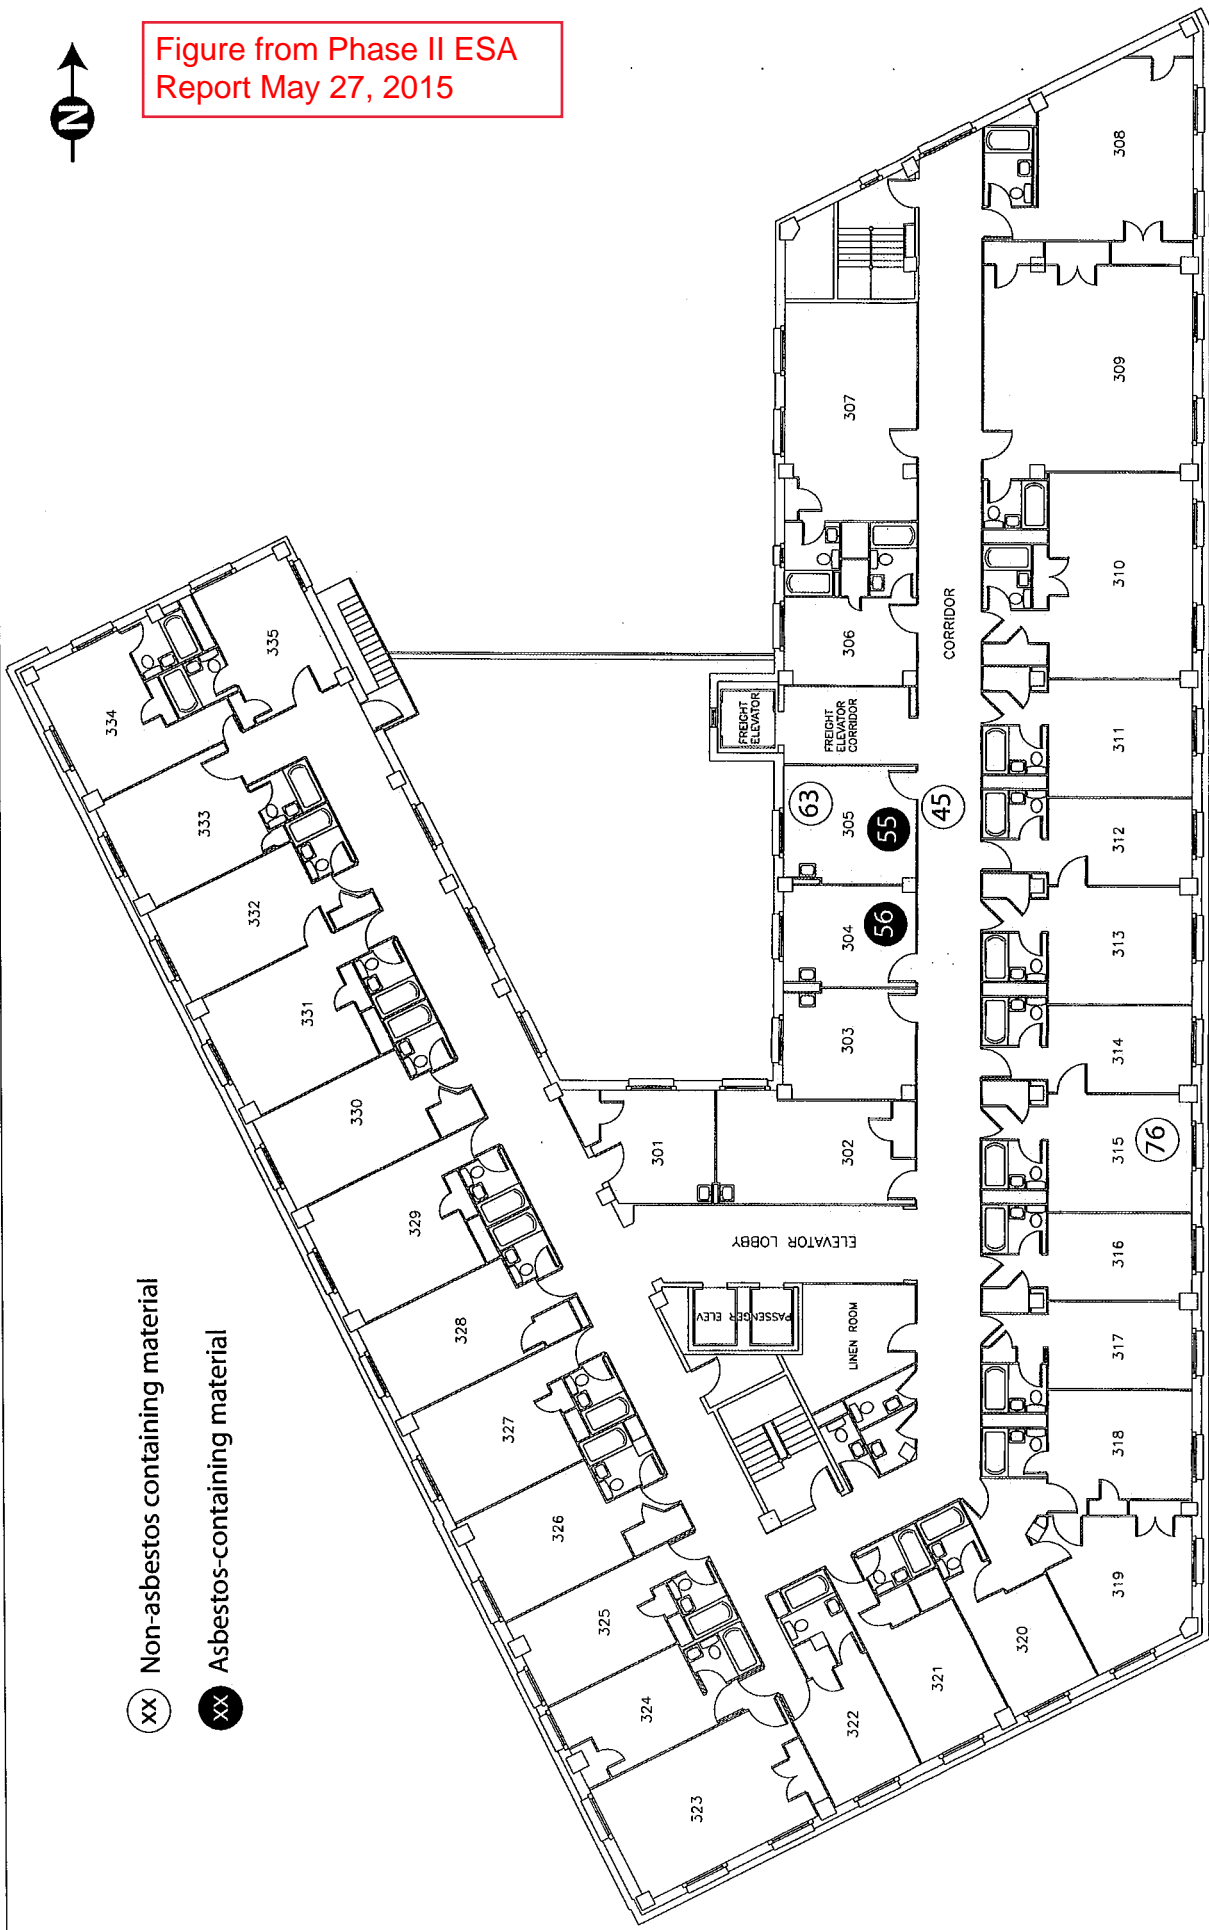 Figure from Phase II ESA
Report May 27, 2015
N
XX Non-asbestos containing material
XX Asbestos-containing material
301
302
303
304
305
306
307
308
309
310
311
312
313
314
315
316
317
318
319
320
321
322
323
324
325
326
327
328
329
330
331
332
333
334
335
FREIGHT
ELEVATOR
FREIGHT
ELEVATOR
CORRIDOR
CORRIDOR
ELEVATOR LOBBY
PASSENGER ELEV
LINEN ROOM
63
55
45
56
76